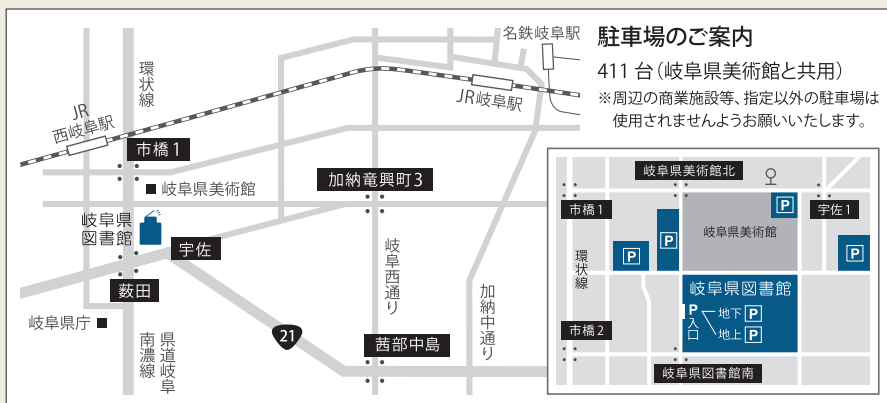 名鉄岐阜駅
環状線
JR
西岐阜駅
JR岐阜駅
市橋1
岐阜県美術館
加納竜興町3
岐阜県
図書館
宇佐
薮田
岐阜西通り
加納中通り
岐阜県庁
県道岐阜
南濃線
21
茜部中島
駐車場のご案内
411台(岐阜県美術館と共用)
※周辺の商業施設等、指定以外の駐車場は
使用されませんようお願いいたします。
岐阜県美術館北
市橋1
P
宇佐1
P
岐阜県美術館
P
P
環状線
岐阜県図書館
P入口
地下P
地上P
市橋2
岐阜県図書館南